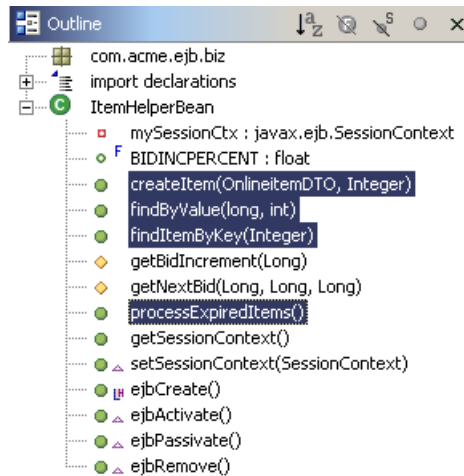 Outline
com.acme.ejb.biz
import declarations
ItemHelperBean
mySessionCtx : javax.ejb.SessionContext
BIDINCPERCENT : float
createItem(OnlineitemDTO, Integer)
findByValue(long, int)
findItemByKey(Integer)
getBidIncrement(Long)
getNextBid(Long, Long, Long)
processExpiredItems()
getSessionContext()
setSessionContext(SessionContext)
ejbCreate()
ejbActivate()
ejbPassivate()
ejbRemove()